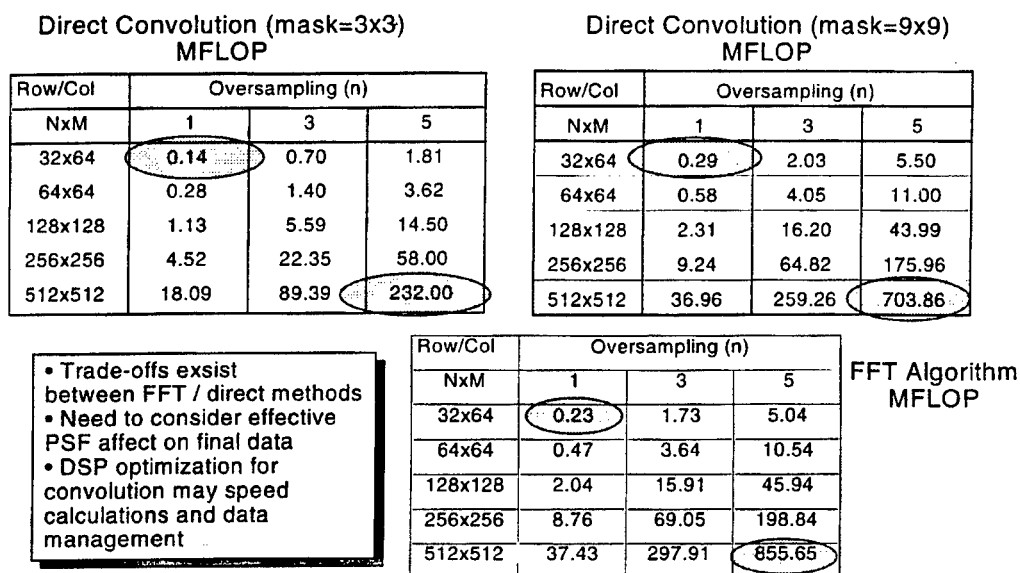 Direct Convolution (mask=3x3)
MFLOP
Row/Col Oversampling (n)
NxM 1 3 5
32x64 0.14 0.70 1.81
64x64 0.28 1.40 3.62
128x128 1.13 5.59 14.50
256x256 4.52 22.35 58.00
512x512 18.09 89.39 232.00
Direct Convolution (mask=9x9)
MFLOP
Row/Col Oversampling (n)
NxM 1 3 5
32x64 0.29 2.03 5.50
64x64 0.58 4.05 11.00
128x128 2.31 16.20 43.99
256x256 9.24 64.82 175.96
512x512 36.96 259.26 703.86
• Trade-offs exsist
between FFT / direct methods
• Need to consider effective
PSF affect on final data
• DSP optimization for
convolution may speed
calculations and data
management
Row/Col Oversampling (n)
NxM 1 3 5
32x64 0.23 1.73 5.04
64x64 0.47 3.64 10.54
128x128 2.04 15.91 45.94
256x256 8.76 69.05 198.84
512x512 37.43 297.91 855.65
FFT Algorithm
MFLOP